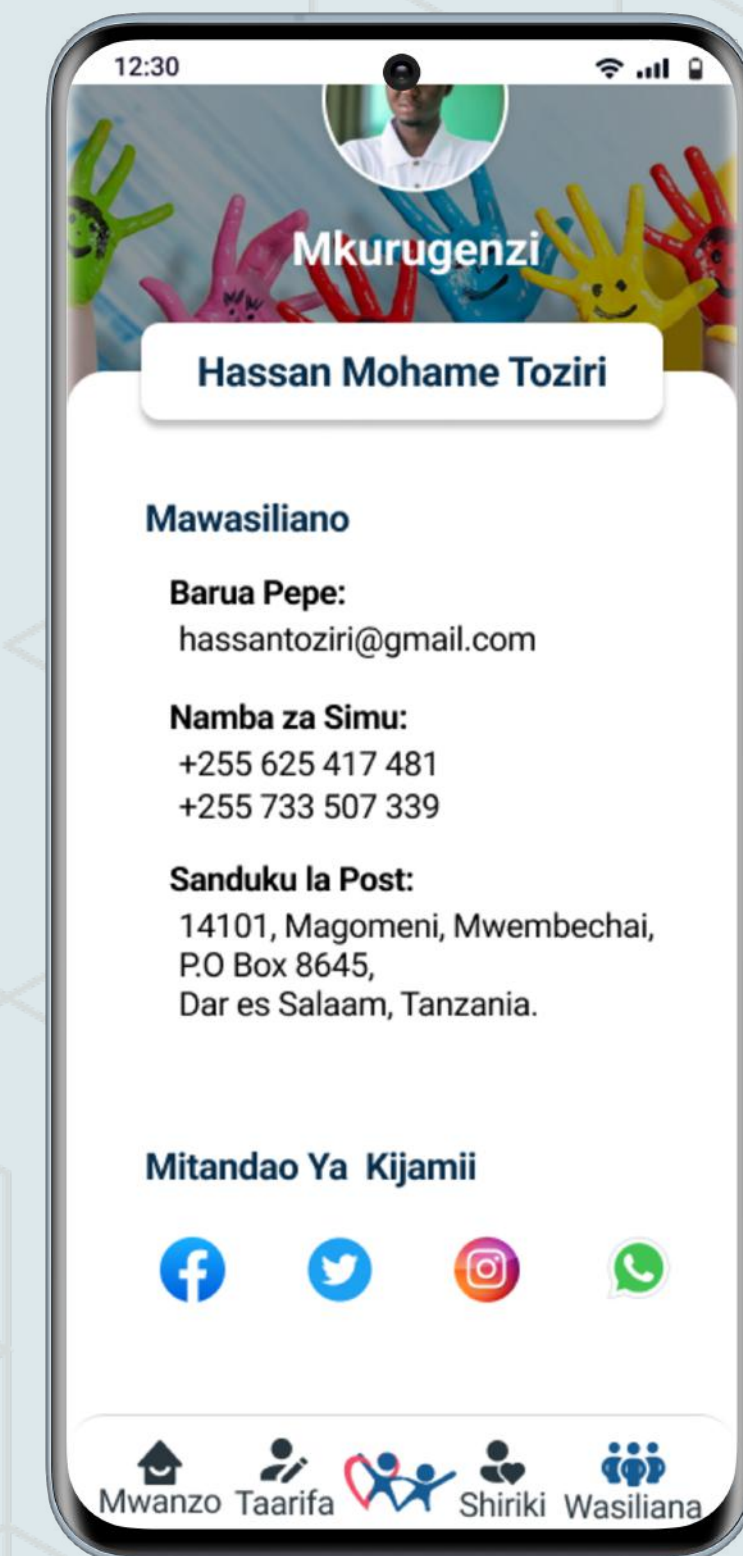 12:30
Mkurugenzi
Hassan Mohame Toziri
Mawasiliano
Barua Pepe:
hassantoziri@gmail.com
Namba za Simu:
+255 625 417 481
+255 733 507 339
Sanduku la Post:
14101, Magomeni, Mwembechai,
P.O Box 8645,
Dar es Salaam, Tanzania.
Mitandao Ya Kijamii
Mwanzo Taarifa Shiriki Wasiliana